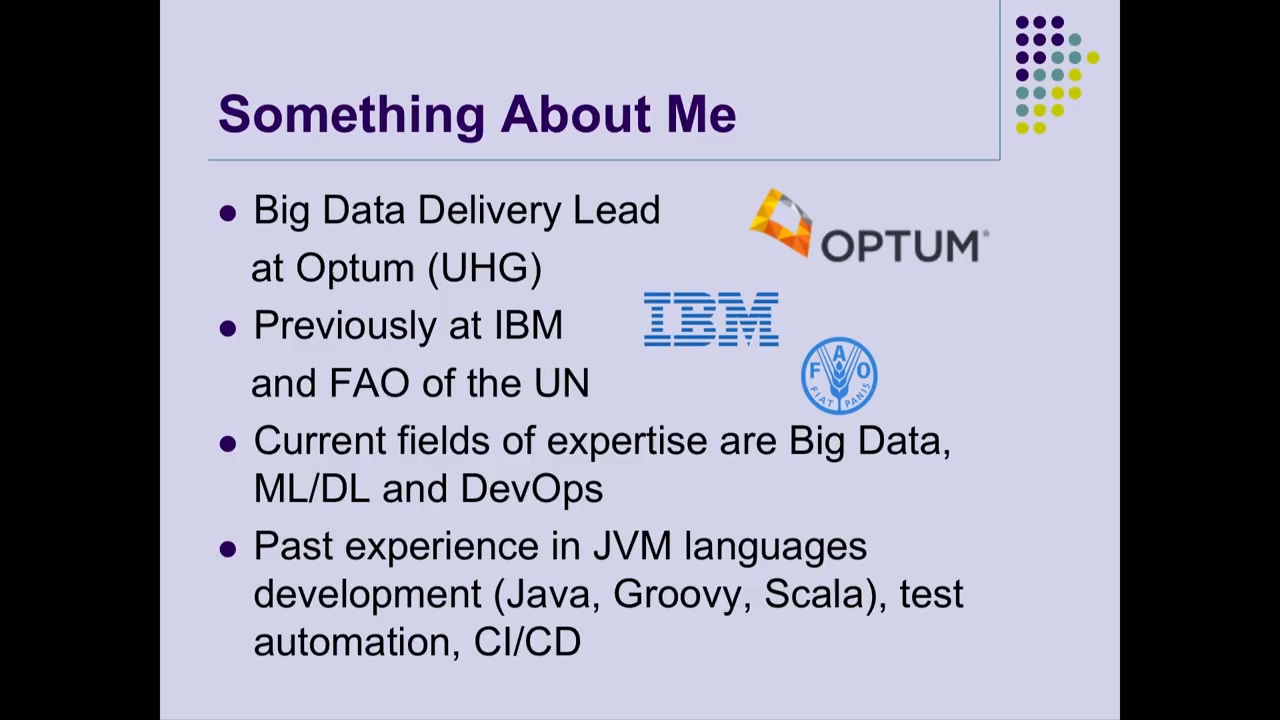 Something About Me
Big Data Delivery Lead
at Optum (UHG)
OPTUM®
Previously at IBM
IBM
and FAO of the UN
F A O
FIAT PANIS
Current fields of expertise are Big Data,
ML/DL and DevOps
Past experience in JVM languages
development (Java, Groovy, Scala), test
automation, CI/CD